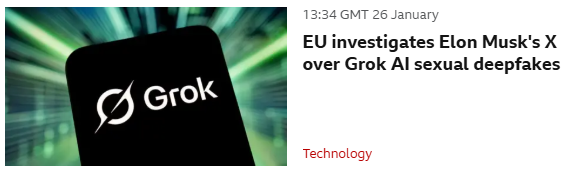 Grok
13:34 GMT 26 January
EU investigates Elon Musk's X
over Grok AI sexual deepfakes
Technology